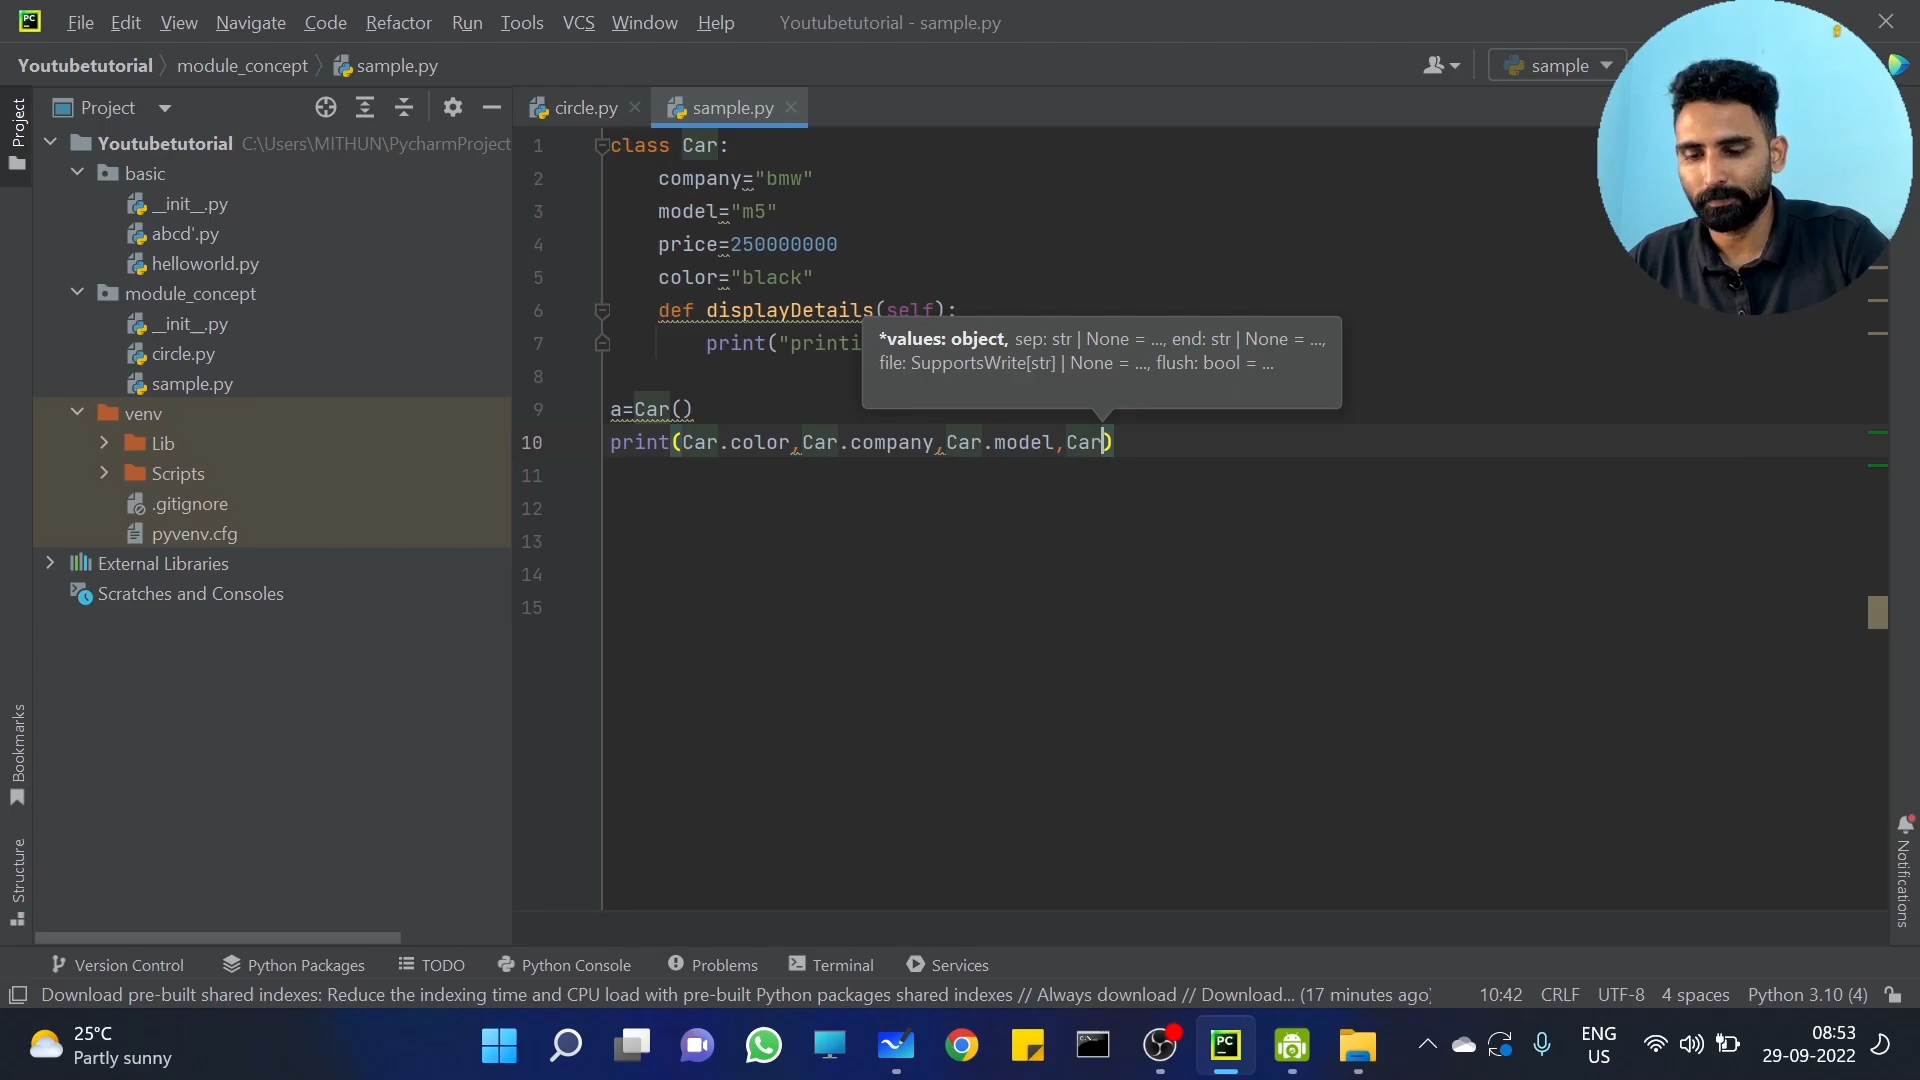 File Edit View Navigate Code Refactor Run Tools VCS Window Help Youtubetutorial - sample.py
Youtubetutorial module_concept sample.py
sample
Project
Project
circle.py
sample.py
Youtubetutorial C:\Users\MITHUN\PycharmProject
basic
__init__.py
abcd'.py
helloworld.py
module_concept
__init__.py
circle.py
sample.py
venv
Lib
Scripts
.gitignore
pyvenv.cfg
External Libraries
Scratches and Consoles
1 class Car:
2 company="bmw"
3 model="m5"
4 price=250000000
5 color="black"
6 def displayDetails(self):
7 print("printi
8
9 a=Car()
10 print(Car.color,Car.company,Car.model,Car)
11
12
13
14
15
*values: object, sep: str | None = ..., end: str | None = ...,
file: SupportsWrite[str] | None = ..., flush: bool = ...
Bookmarks
Structure
Notifications
Version Control Python Packages TODO Python Console Problems Terminal Services
Download pre-built shared indexes: Reduce the indexing time and CPU load with pre-built Python packages shared indexes // Always download // Download... (17 minutes ago) 10:42 CRLF UTF-8 4 spaces Python 3.10 (4)
25°C
Partly sunny
ENG
US
08:53
29-09-2022